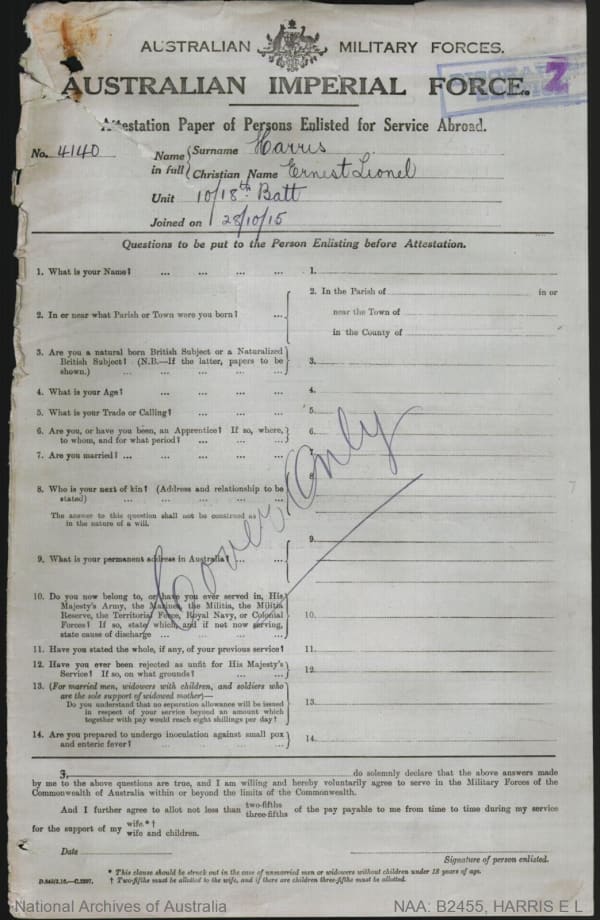 AUSTRALIAN MILITARY FORCES.
AUSTRALIAN IMPERIAL FORCE.
Z
Attestation Paper of Persons Enlisted for Service Abroad.
No. 4140
Name in full { Surname Harris
Christian Name Ernest Lionel
Unit 10/18th Batt
Joined on 28/10/15
Questions to be put to the Person Enlisting before Attestation.
1. What is your Name? ... ... ... ... 1.
2. In or near what Parish or Town were you born? ... 2. In the Parish of in or
near the Town of
in the County of
3. Are you a natural born British Subject or a Naturalized
British Subject? (N.B.—If the latter, papers to be
shown.) ... ... ... ... ... 3.
4. What is your Age? ... ... ... ... 4.
5. What is your Trade or Calling? ... ... ... 5.
6. Are you, or have you been, an Apprentice? If so, where,
to whom, and for what period? ... ... ... 6.
7. Are you married? ... ... ... ... ... 7.
8. Who is your next of kin? (Address and relationship to be
stated) ... ... ... ... ... 8.
The answer to this question shall not be construed as
in the nature of a will.
Cover Only
9. What is your permanent address in Australia? ... ... 9.
10. Do you now belong to, or have you ever served in, His
Majesty's Army, the Marines, the Militia, the Militia
Reserve, the Territorial Force, Royal Navy, or Colonial
Forces? If so, state which, and if not now serving,
state cause of discharge ... ... ... ... 10.
11. Have you stated the whole, if any, of your previous service? 11.
12. Have you ever been rejected as unfit for His Majesty's
Service? If so, on what grounds? ... ... 12.
13. (For married men, widowers with children, and soldiers who
are the sole support of widowed mother)—
Do you understand that no separation allowance will be issued
in respect of your service beyond an amount which
together with pay would reach eight shillings per day? 13.
14. Are you prepared to undergo inoculation against small pox
and enteric fever? ... ... ... ... 14.
I, do solemnly declare that the above answers made
by me to the above questions are true, and I am willing and hereby voluntarily agree to serve in the Military Forces of the
Commonwealth of Australia within or beyond the limits of the Commonwealth.
And I further agree to allot not less than two-fifths three-fifths of the pay payable to me from time to time during my service
for the support of my wife.*† wife and children.
Date
Signature of person enlisted.
* This clause should be struck out in the case of unmarried men or widowers without children under 18 years of age.
† Two-fifths must be allotted to the wife, and if there are children three-fifths must be allotted.
National Archives of Australia
NAA: B2455, HARRIS E L